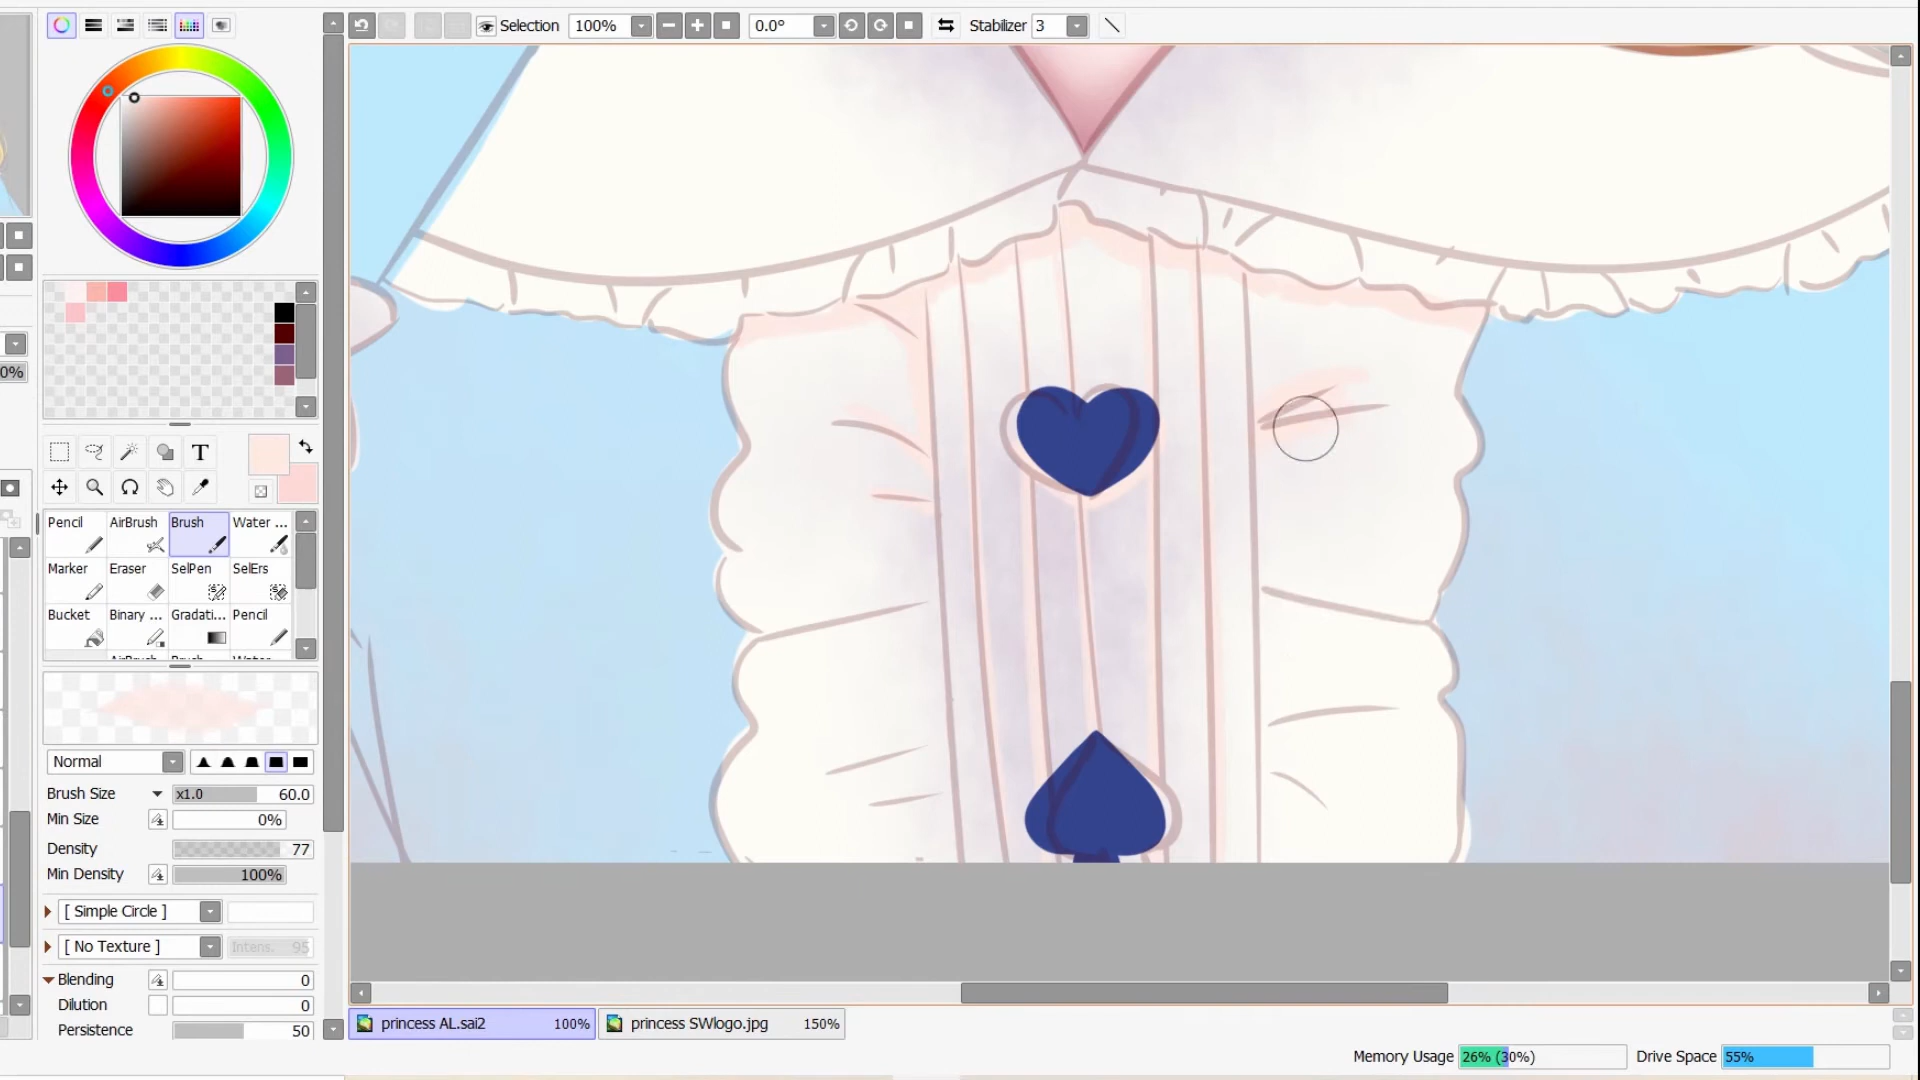 Selection 100% 0.0° Stabilizer 3
0%
T
Pencil AirBrush Brush Water ...
Marker Eraser SelPen SelErs
Bucket Binary ... Gradati... Pencil
AirBrush Brush Water
Normal
Brush Size x1.0 60.0
Min Size 0%
Density 77
Min Density 100%
[ Simple Circle ]
[ No Texture ] Intens. 95
Blending 0
Dilution 0
Persistence 50
princess AL.sai2 100% princess SWlogo.jpg 150%
Memory Usage 26% (30%) Drive Space 55%